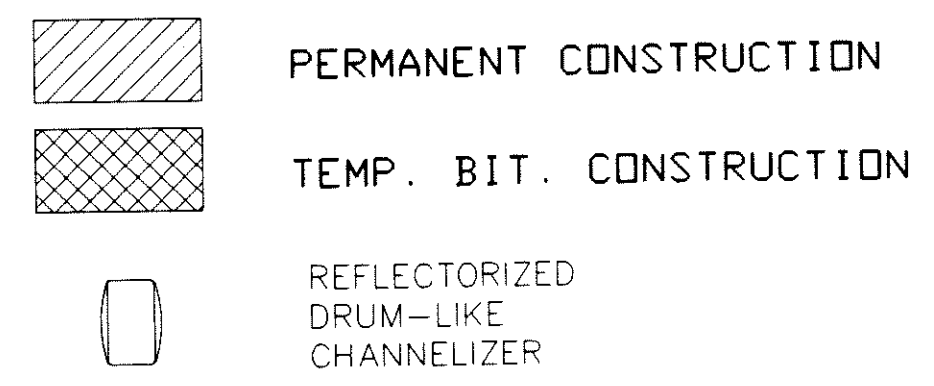 PERMANENT CONSTRUCTION
TEMP. BIT. CONSTRUCTION
REFLECTORIZED
DRUM-LIKE
CHANNELIZER